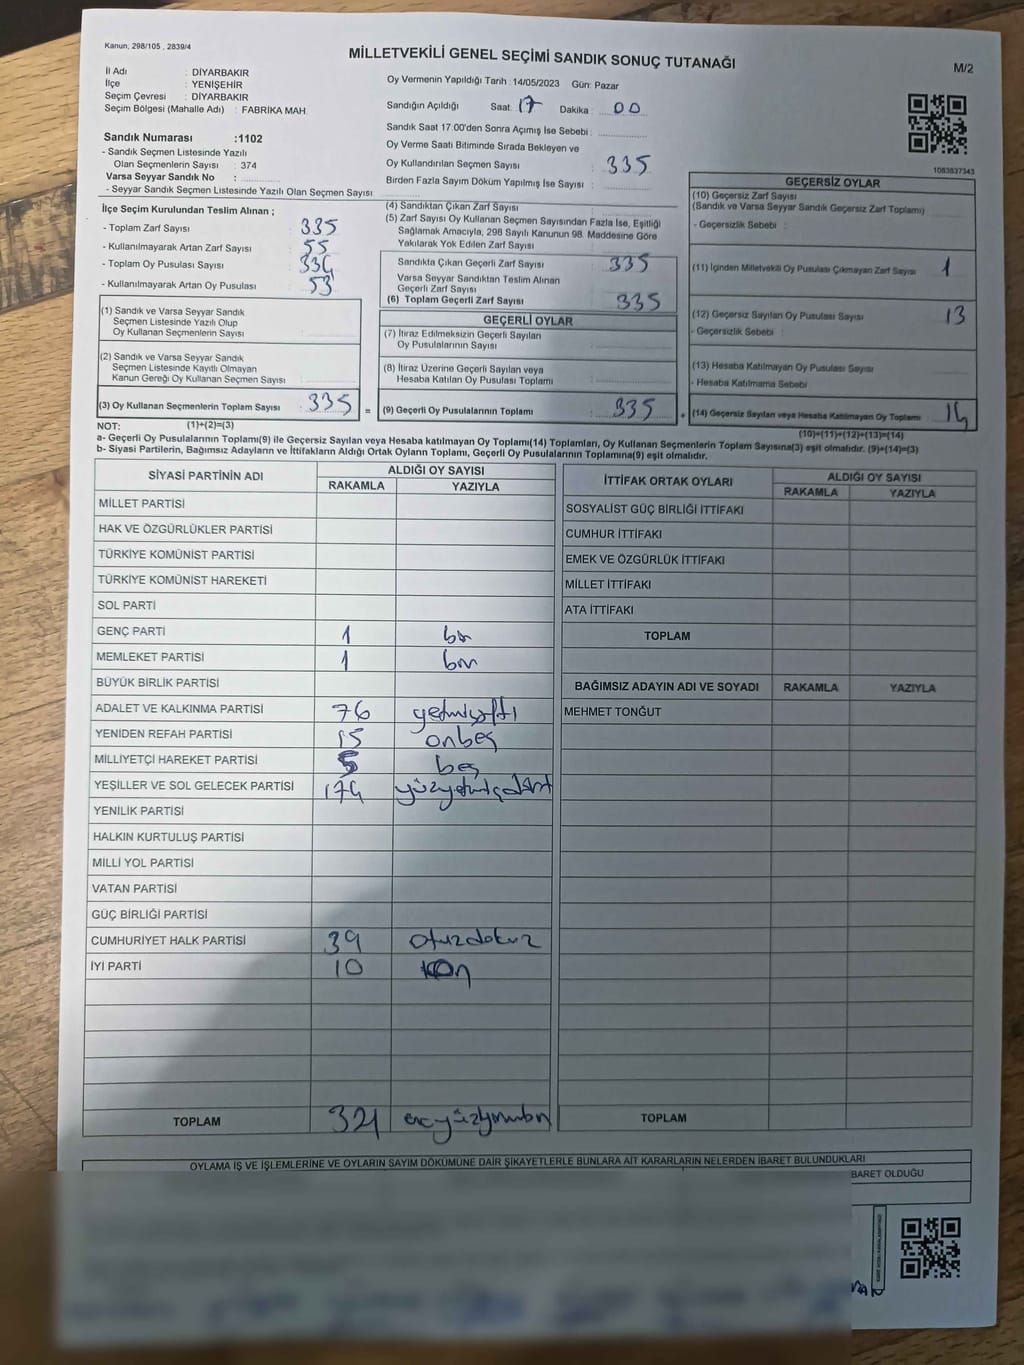 Kanun, 298/105 , 2839/4
MİLLETVEKİLİ GENEL SEÇİMİ SANDIK SONUÇ TUTANAĞI
M/2
İl Adı : DİYARBAKIR
İlçe : YENİŞEHİR
Seçim Çevresi : DİYARBAKIR
Seçim Bölgesi (Mahalle Adı) : FABRİKA MAH.
Sandık Numarası :1102
- Sandık Seçmen Listesinde Yazılı
Olan Seçmenlerin Sayısı : 374
Varsa Seyyar Sandık No :
- Seyyar Sandık Seçmen Listesinde Yazılı Olan Seçmen Sayısı:
Oy Vermenin Yapıldığı Tarih :14/05/2023 Gün: Pazar
Sandığın Açıldığı Saat: 17 Dakika : 00
Sandık Saat 17:00'den Sonra Açımış İse Sebebi :
Oy Verme Saati Bitiminde Sırada Bekleyen ve
Oy Kullandırılan Seçmen Sayısı : 335
Birden Fazla Sayım Döküm Yapılmış İse Sayısı :
1083837343
İlçe Seçim Kurulundan Teslim Alınan ;
- Toplam Zarf Sayısı : 335
- Kullanılmayarak Artan Zarf Sayısı : 55
- Toplam Oy Pusulası Sayısı : 334
- Kullanılmayarak Artan Oy Pusulası : 53
(1) Sandık ve Varsa Seyyar Sandık
Seçmen Listesinde Yazılı Olup
Oy Kullanan Seçmenlerin Sayısı
(2) Sandık ve Varsa Seyyar Sandık
Seçmen Listesinde Kayıtlı Olmayan
Kanun Gereği Oy Kullanan Seçmen Sayısı :
(3) Oy Kullanan Seçmenlerin Toplam Sayısı : 335 =
(1)+(2)=(3)
(4) Sandıktan Çıkan Zarf Sayısı :
(5) Zarf Sayısı Oy Kullanan Seçmen Sayısından Fazla İse, Eşitliği
Sağlamak Amacıyla, 298 Sayılı Kanunun 98. Maddesine Göre
Yakılarak Yok Edilen Zarf Sayısı :
Sandıkta Çıkan Geçerli Zarf Sayısı : 335
Varsa Seyyar Sandıktan Teslim Alınan
Geçerli Zarf Sayısı :
(6) Toplam Geçerli Zarf Sayısı : 335
GEÇERLİ OYLAR
(7) İtiraz Edilmeksizin Geçerli Sayılan
Oy Pusulalarının Sayısı :
(8) İtiraz Üzerine Geçerli Sayılan veya
Hesaba Katılan Oy Pusulası Toplamı :
(9) Geçerli Oy Pusulalarının Toplamı : 335 +
GEÇERSİZ OYLAR
(10) Geçersiz Zarf Sayısı
(Sandık ve Varsa Seyyar Sandık Geçersiz Zarf Toplamı)
- Geçersizlik Sebebi :
(11) İçinden Milletvekili Oy Pusulası Çıkmayan Zarf Sayısı 1
(12) Geçersiz Sayılan Oy Pusulası Sayısı : 13
- Geçersizlik Sebebi :
(13) Hesaba Katılmayan Oy Pusulası Sayısı :
- Hesaba Katılmama Sebebi
(14) Geçersiz Sayılan veya Hesaba Katılmayan Oy Toplamı 14
(10)+(11)+(12)+(13)=(14)
NOT:
a- Geçerli Oy Pusulalarının Toplamı(9) ile Geçersiz Sayılan veya Hesaba katılmayan Oy Toplamı(14) Toplamları, Oy Kullanan Seçmenlerin Toplam Sayısına(3) eşit olmalıdır. (9)+(14)=(3)
b- Siyasi Partilerin, Bağımsız Adayların ve İttifakların Aldığı Ortak Oyların Toplamı, Geçerli Oy Pusulalarının Toplamına(9) eşit olmalıdır.
SİYASİ PARTİNİN ADI ALDIĞI OY SAYISI
RAKAMLA YAZIYLA
MİLLET PARTİSİ
HAK VE ÖZGÜRLÜKLER PARTİSİ
TÜRKİYE KOMÜNİST PARTİSİ
TÜRKİYE KOMÜNİST HAREKETİ
SOL PARTİ
GENÇ PARTİ 1 bir
MEMLEKET PARTİSİ 1 bir
BÜYÜK BİRLİK PARTİSİ
ADALET VE KALKINMA PARTİSİ 76 yetmişaltı
YENİDEN REFAH PARTİSİ 15 onbeş
MİLLİYETÇİ HAREKET PARTİSİ 5 beş
YEŞİLLER VE SOL GELECEK PARTİSİ 174 yüzyetmişdört
YENİLİK PARTİSİ
HALKIN KURTULUŞ PARTİSİ
MİLLİ YOL PARTİSİ
VATAN PARTİSİ
GÜÇ BİRLİĞİ PARTİSİ
CUMHURİYET HALK PARTİSİ 39 otuzdokuz
İYİ PARTİ 10 on
TOPLAM 321 üçyüzyirmibir
İTTİFAK ORTAK OYLARI ALDIĞI OY SAYISI
RAKAMLA YAZIYLA
SOSYALİST GÜÇ BİRLİĞİ İTTİFAKI
CUMHUR İTTİFAKI
EMEK VE ÖZGÜRLÜK İTTİFAKI
MİLLET İTTİFAKI
ATA İTTİFAKI
TOPLAM
BAĞIMSIZ ADAYIN ADI VE SOYADI RAKAMLA YAZIYLA
MEHMET TONĞUT
TOPLAM
OYLAMA İŞ VE İŞLEMLERİNE VE OYLARIN SAYIM DÖKÜMÜNE DAİR ŞİKAYETLERLE BUNLARA AİT KARARLARIN NELERDEN İBARET BULUNDUKLARI
BARET OLDUĞU